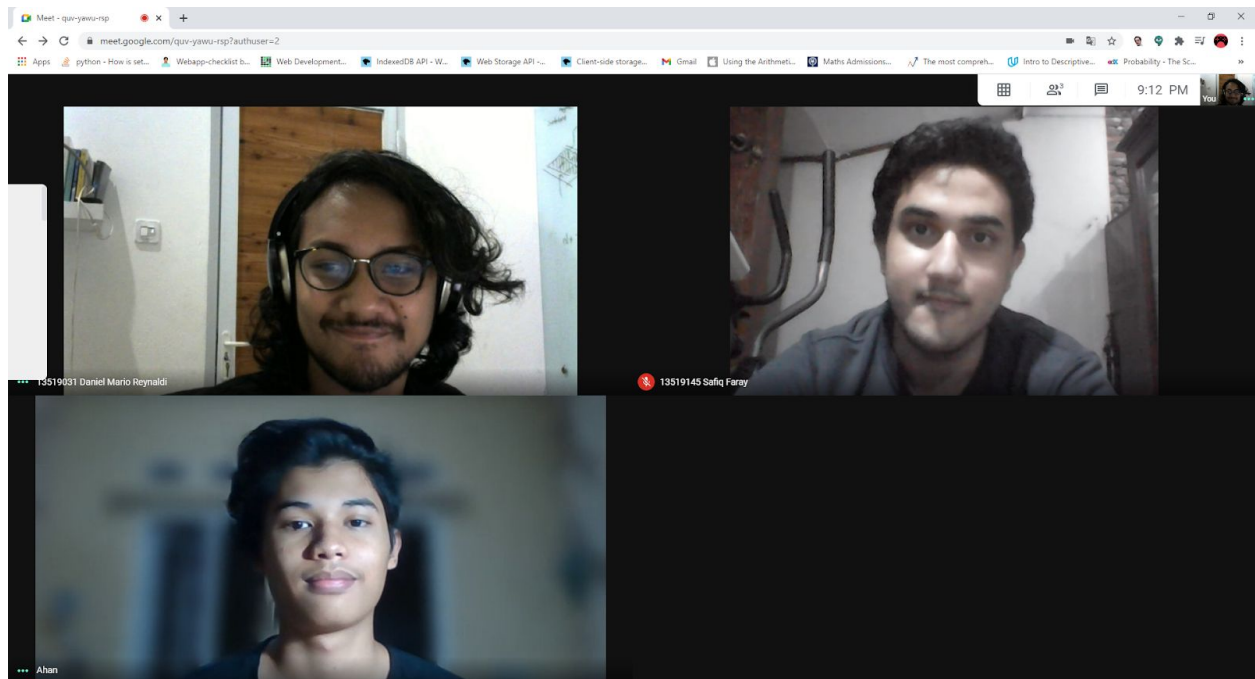 Meet - quv-yawu-rsp
meet.google.com/quv-yawu-rsp?authuser=2
Apps python - How is set... Webapp-checklist b... Web Development... IndexedDB API - W... Web Storage API -... Client-side storage... Gmail Using the Arithmeti... Maths Admissions... The most compreh... Intro to Descriptive... Probability - The Sc...
3 9:12 PM You
13519031 Daniel Mario Reynaldi
13519145 Safiq Faray
Ahan